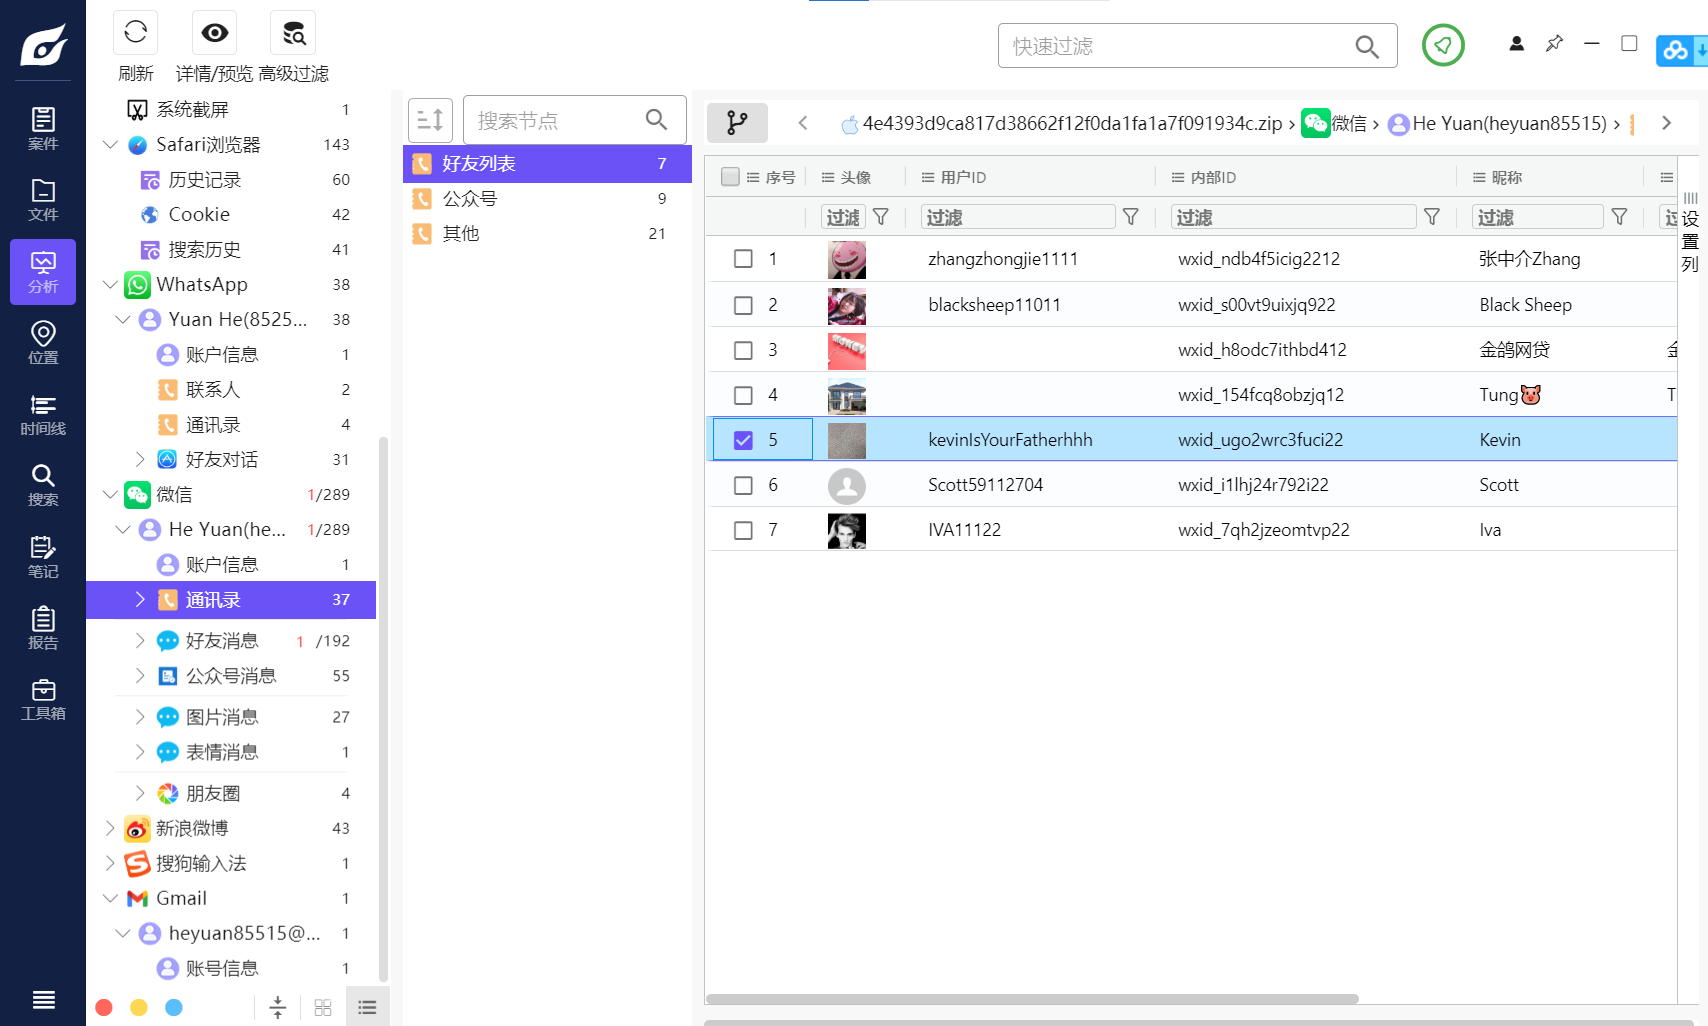 刷新
详情/预览
高级过滤
快速过滤
案件
文件
分析
位置
时间线
搜索
笔记
报告
工具箱
系统截屏 1
Safari浏览器 143
历史记录 60
Cookie 42
搜索历史 41
WhatsApp 38
Yuan He(8525... 38
账户信息 1
联系人 2
通讯录 4
好友对话 31
微信 1/289
He Yuan(he... 1/289
账户信息 1
通讯录 37
好友消息 1 /192
公众号消息 55
图片消息 27
表情消息 1
朋友圈 4
新浪微博 43
搜狗输入法 1
Gmail 1
heyuan85515@... 1
账号信息 1
搜索节点
好友列表 7
公众号 9
其他 21
4e4393d9ca817d38662f12f0da1fa1a7f091934c.zip › 微信 › He Yuan(heyuan85515) ›
序号 头像 用户ID 内部ID 昵称
过滤 过滤 过滤 过滤
1 zhangzhongjie1111 wxid_ndb4f5icig2212 张中介Zhang
2 blacksheep11011 wxid_s00vt9uixjq922 Black Sheep
3 wxid_h8odc7ithbd412 金鸽网贷 金
4 wxid_154fcq8obzjq12 Tung🐷 T
5 kevinIsYourFatherhhh wxid_ugo2wrc3fuci22 Kevin
6 Scott59112704 wxid_i1lhj24r792i22 Scott
7 IVA11122 wxid_7qh2jzeomtvp22 Iva
设置列